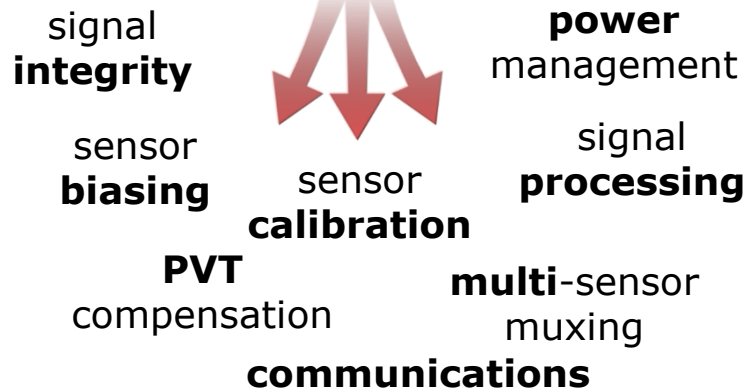 signal
integrity
power
management
sensor
biasing
sensor
calibration
signal
processing
PVT
compensation
multi-sensor
muxing
communications